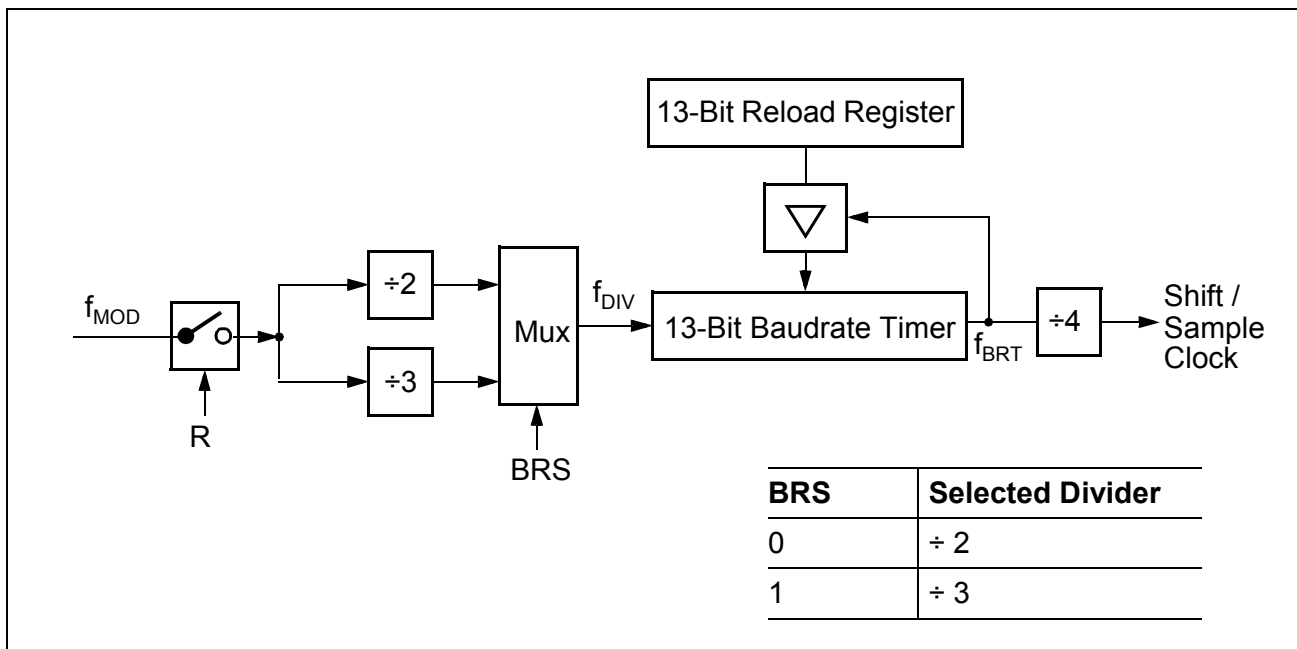 13-Bit Reload Register
f_MOD
R
÷2
÷3
Mux
BRS
f_DIV
13-Bit Baudrate Timer
f_BRT
÷4
Shift /
Sample
Clock
BRS Selected Divider
0 ÷ 2
1 ÷ 3